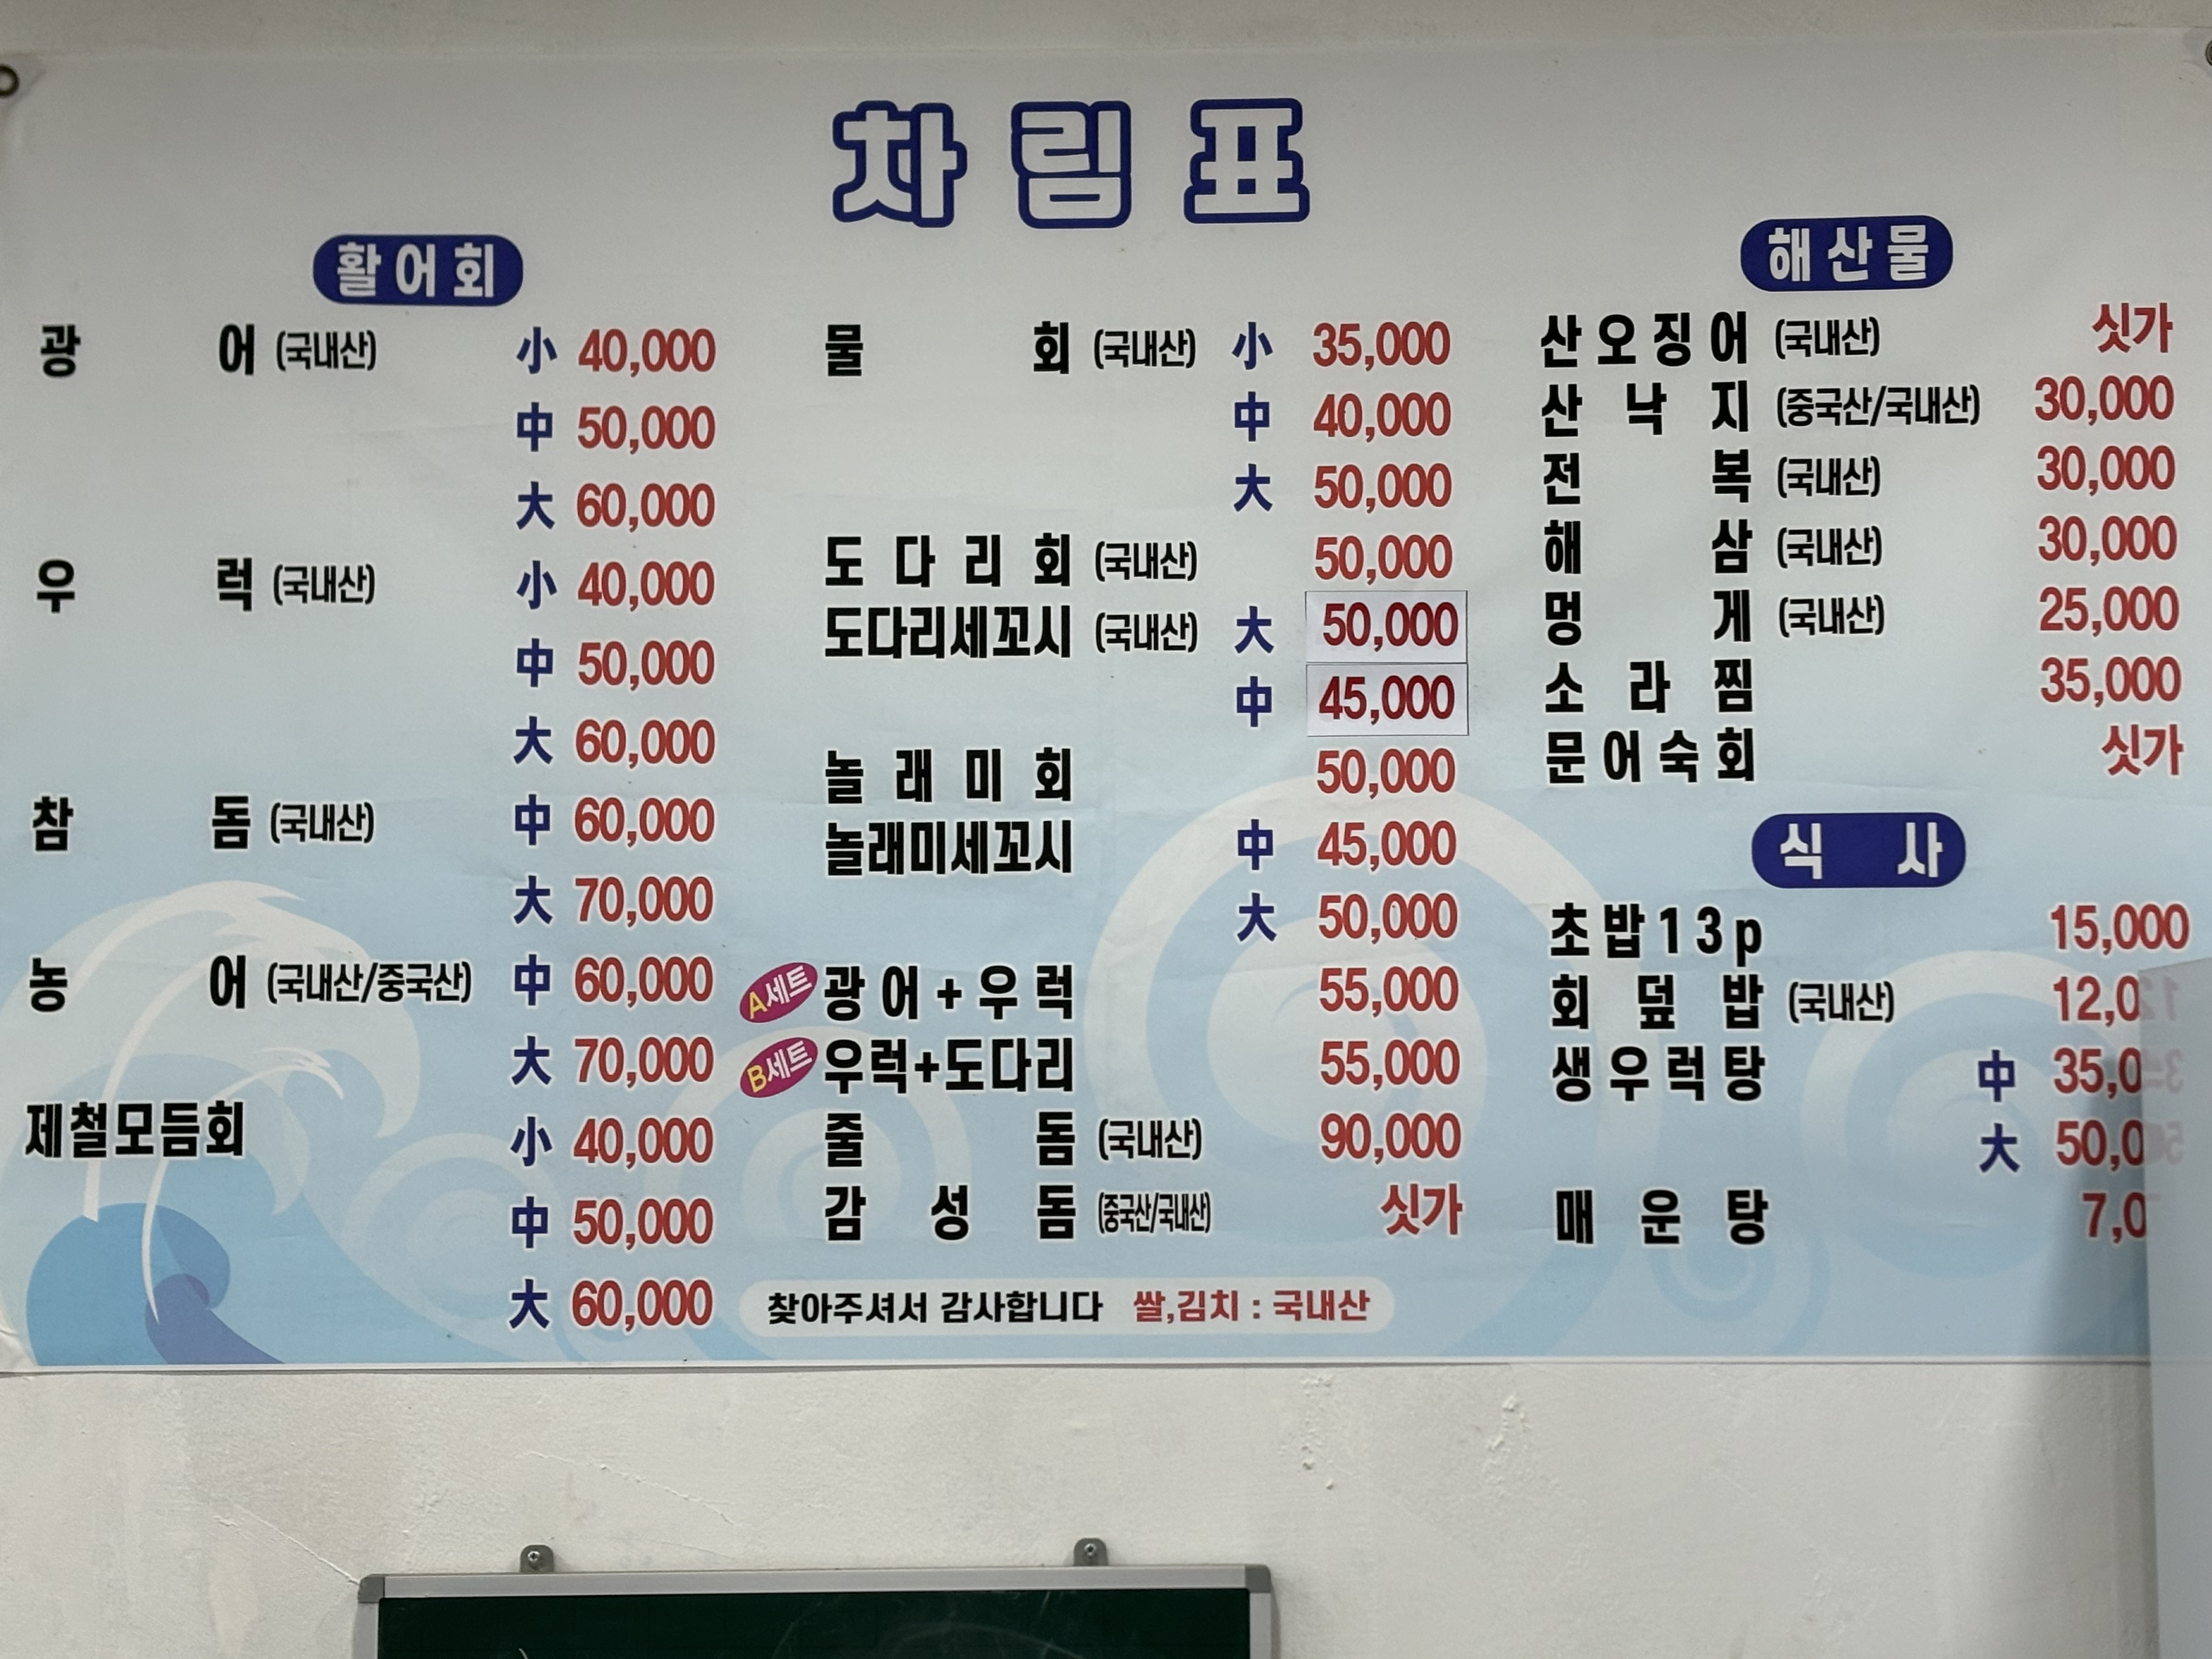 차림표
활어회
광어 (국내산) 小 40,000
中 50,000
大 60,000
우럭 (국내산) 小 40,000
中 50,000
大 60,000
참돔 (국내산) 中 60,000
大 70,000
농어 (국내산/중국산) 中 60,000
大 70,000
제철모듬회 小 40,000
中 50,000
大 60,000
물회 (국내산) 小 35,000
中 40,000
大 50,000
도다리회 (국내산) 50,000
도다리세꼬시 (국내산) 大 50,000
中 45,000
놀래미회 50,000
놀래미세꼬시 中 45,000
大 50,000
A세트 광어+우럭 55,000
B세트 우럭+도다리 55,000
줄돔 (국내산) 90,000
감성돔 (중국산/국내산) 싯가
찾아주셔서 감사합니다 쌀,김치 : 국내산
해산물
산오징어 (국내산) 싯가
산낙지 (중국산/국내산) 30,000
전복 (국내산) 30,000
해삼 (국내산) 30,000
멍게 (국내산) 25,000
소라찜 35,000
문어숙회 싯가
식사
초밥13p 15,000
회덮밥 (국내산) 12,0
생우럭탕 中 35,0
大 50,0
매운탕 7,0